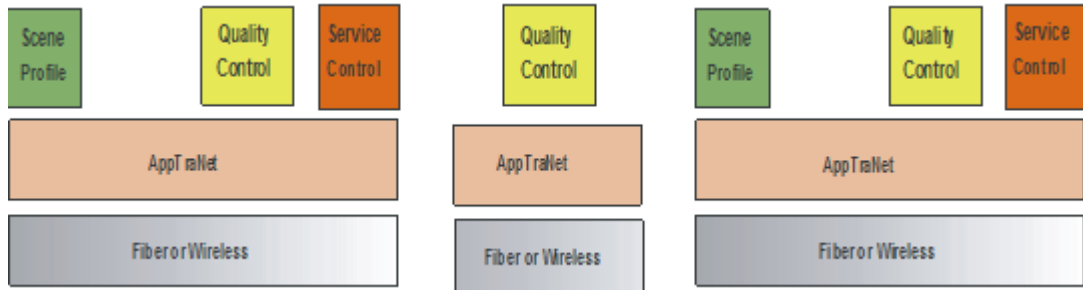 Scene
Profile
Quality
Control
Service
Control
Quality
Control
Scene
Profile
Quality
Control
Service
Control
AppTraNet
AppTraNet
AppTraNet
Fiber or Wireless
Fiber or Wireless
Fiber or Wireless